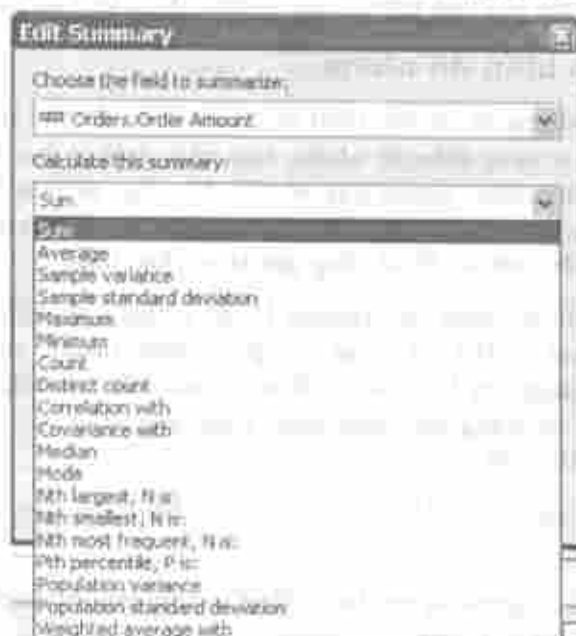 Edit Summary
Choose the field to summarize:
Orders.Order Amount
Calculate this summary:
Sum
Sum
Average
Sample variance
Sample standard deviation
Maximum
Minimum
Count
Distinct count
Correlation with
Covariance with
Median
Mode
Nth largest, N is:
Nth smallest, N is:
Nth most frequent, N is:
Pth percentile, P is:
Population variance
Population standard deviation
Weighted average with